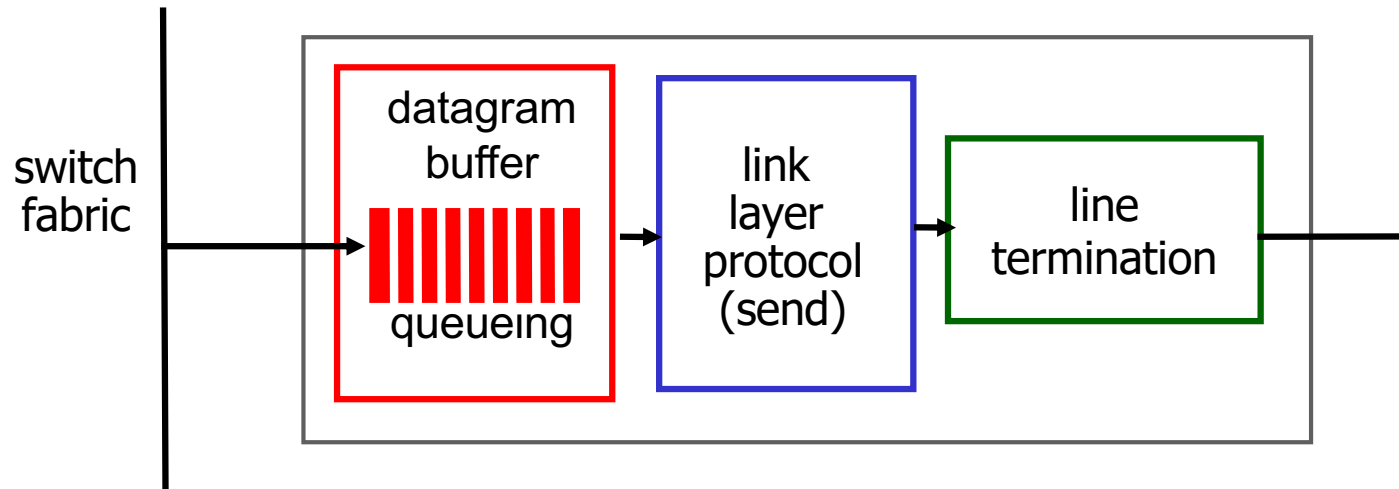 switch
fabric
datagram
buffer
queueing
link
layer
protocol
(send)
line
termination